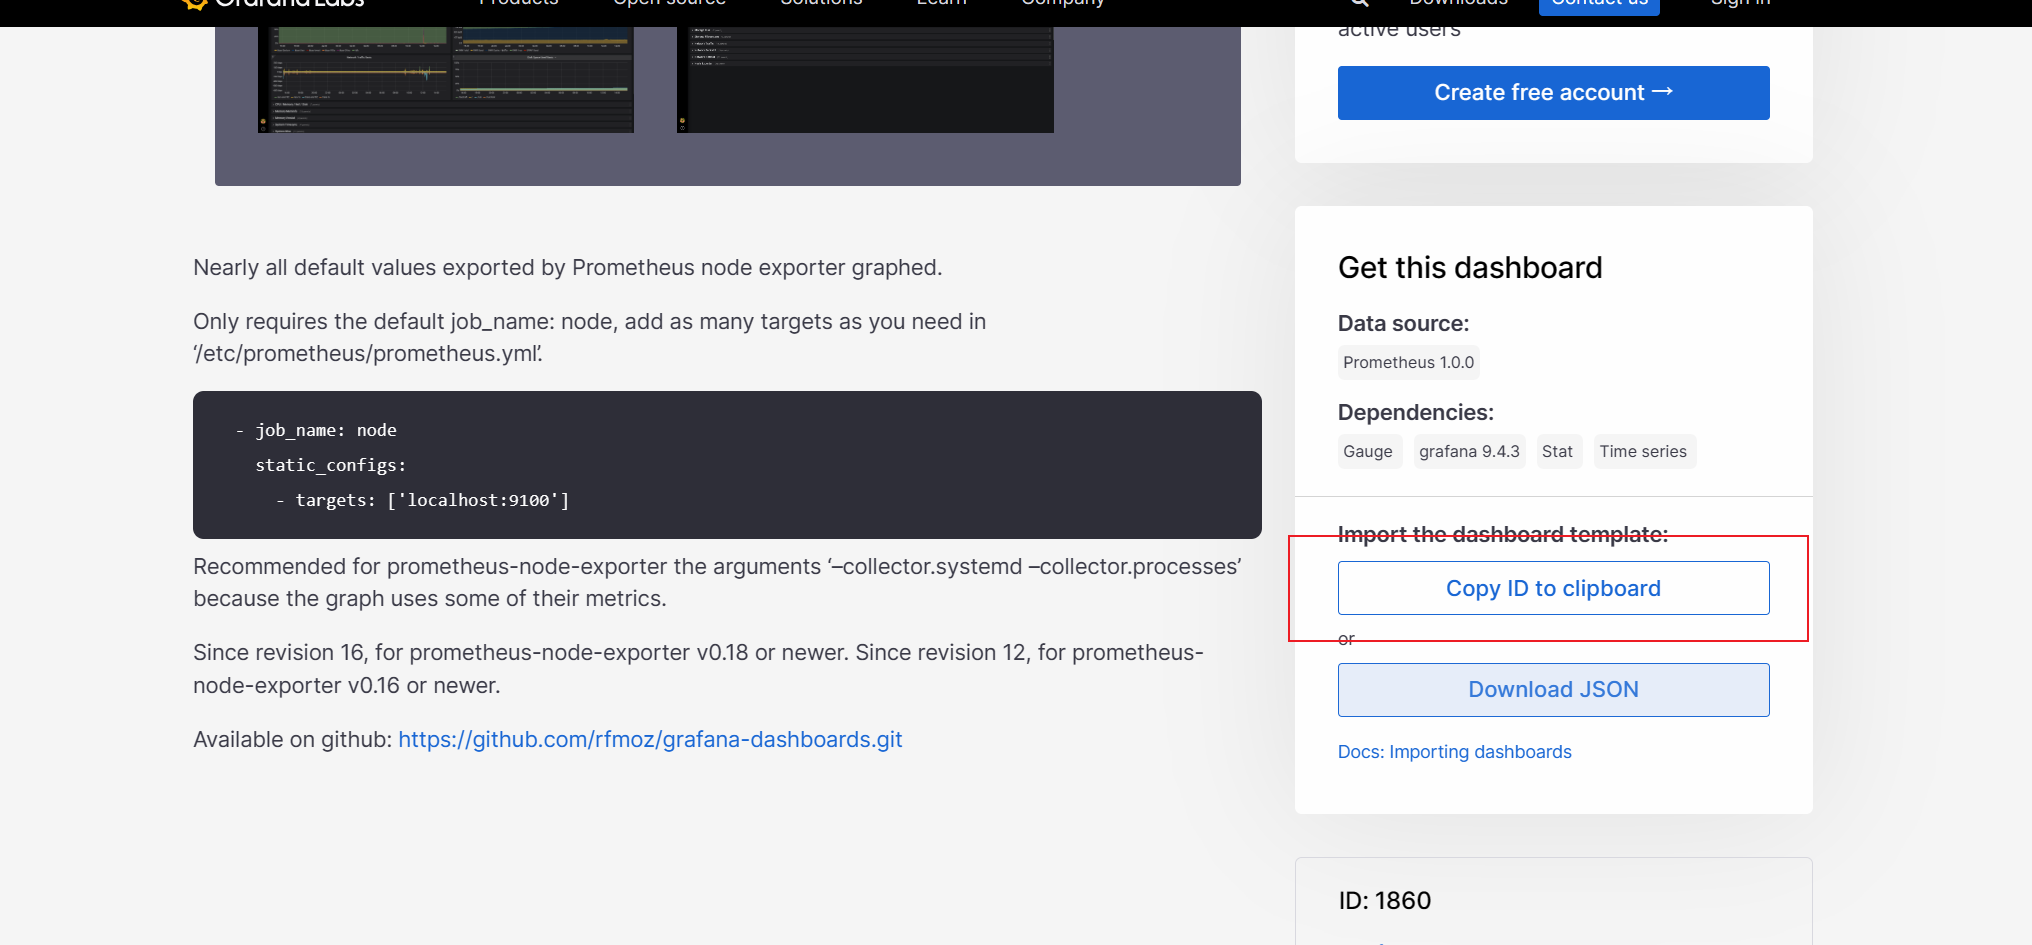 Grafana Labs Products Open source Solutions Learn Company Downloads Contact us Sign in
active users
Create free account →
Nearly all default values exported by Prometheus node exporter graphed.
Only requires the default job_name: node, add as many targets as you need in
‘/etc/prometheus/prometheus.yml’.
- job_name: node
static_configs:
- targets: ['localhost:9100']
Recommended for prometheus-node-exporter the arguments ‘–collector.systemd –collector.processes’
because the graph uses some of their metrics.
Since revision 16, for prometheus-node-exporter v0.18 or newer. Since revision 12, for prometheus-
node-exporter v0.16 or newer.
Available on github: https://github.com/rfmoz/grafana-dashboards.git
Get this dashboard
Data source:
Prometheus 1.0.0
Dependencies:
Gauge grafana 9.4.3 Stat Time series
Import the dashboard template:
Copy ID to clipboard
or
Download JSON
Docs: Importing dashboards
ID: 1860